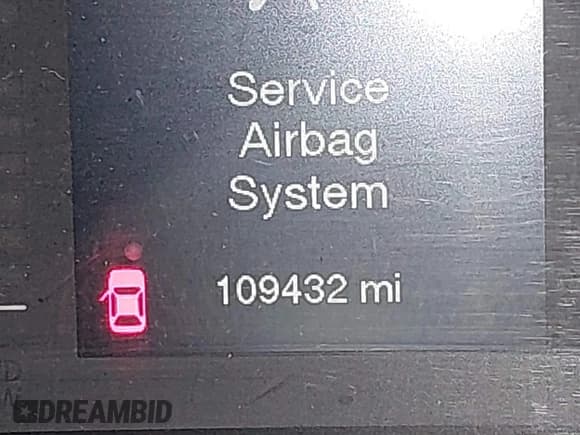 Service
Airbag
System
109432 mi
DREAMBID